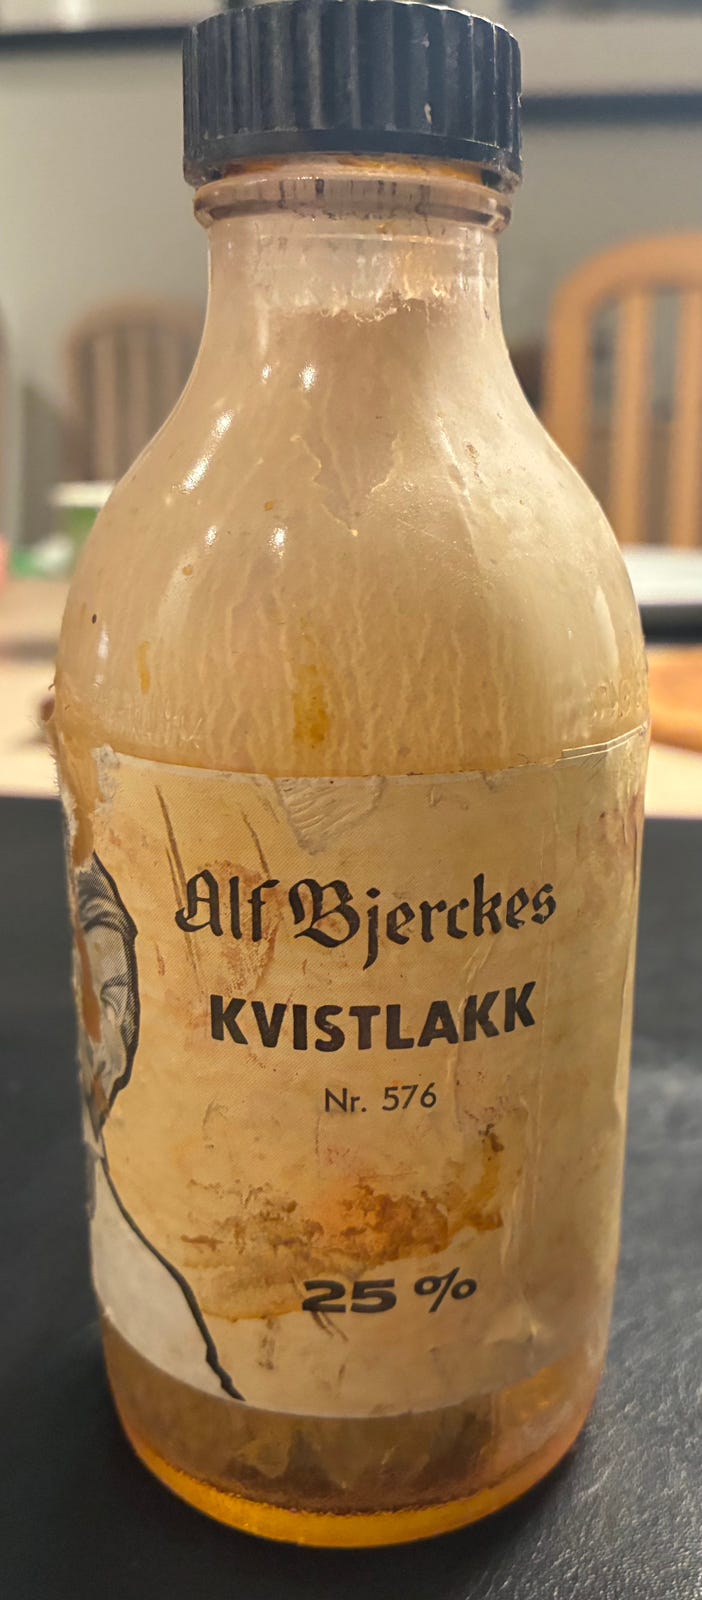 Alf Bjerckes
KVISTLAKK
Nr. 576
25 %